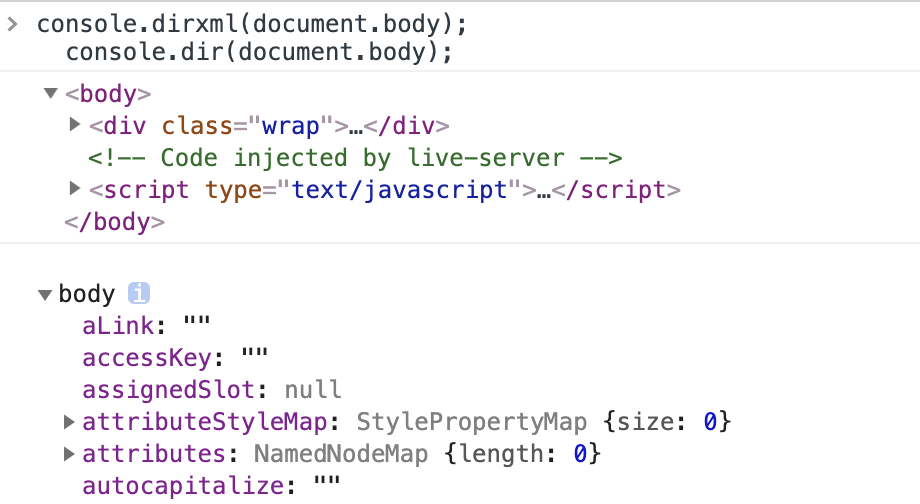 > console.dirxml(document.body);
console.dir(document.body);
▼ <body>
▶ <div class="wrap">…</div>
<!-- Code injected by live-server -->
▶ <script type="text/javascript">…</script>
</body>
▼ body i
aLink: ""
accessKey: ""
assignedSlot: null
▶ attributeStyleMap: StylePropertyMap {size: 0}
▶ attributes: NamedNodeMap {length: 0}
autocapitalize: ""